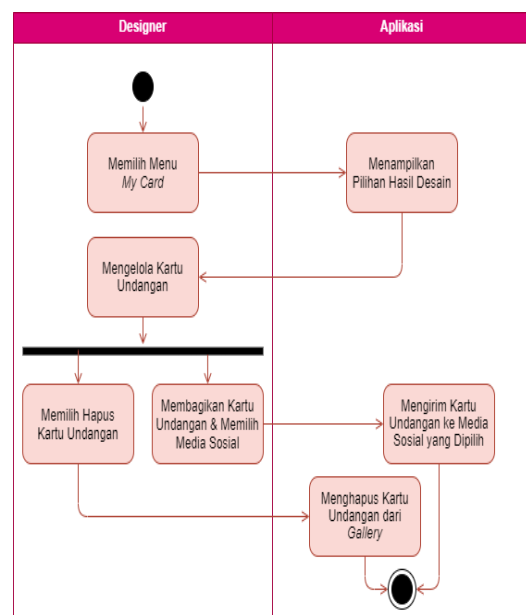 Designer
Aplikasi
Memilih Menu
My Card
Menampilkan
Pilihan Hasil Desain
Mengelola Kartu
Undangan
Memilih Hapus
Kartu Undangan
Membagikan Kartu
Undangan & Memilih
Media Sosial
Mengirim Kartu
Undangan ke Media
Sosial yang Dipilih
Menghapus Kartu
Undangan dari
Gallery